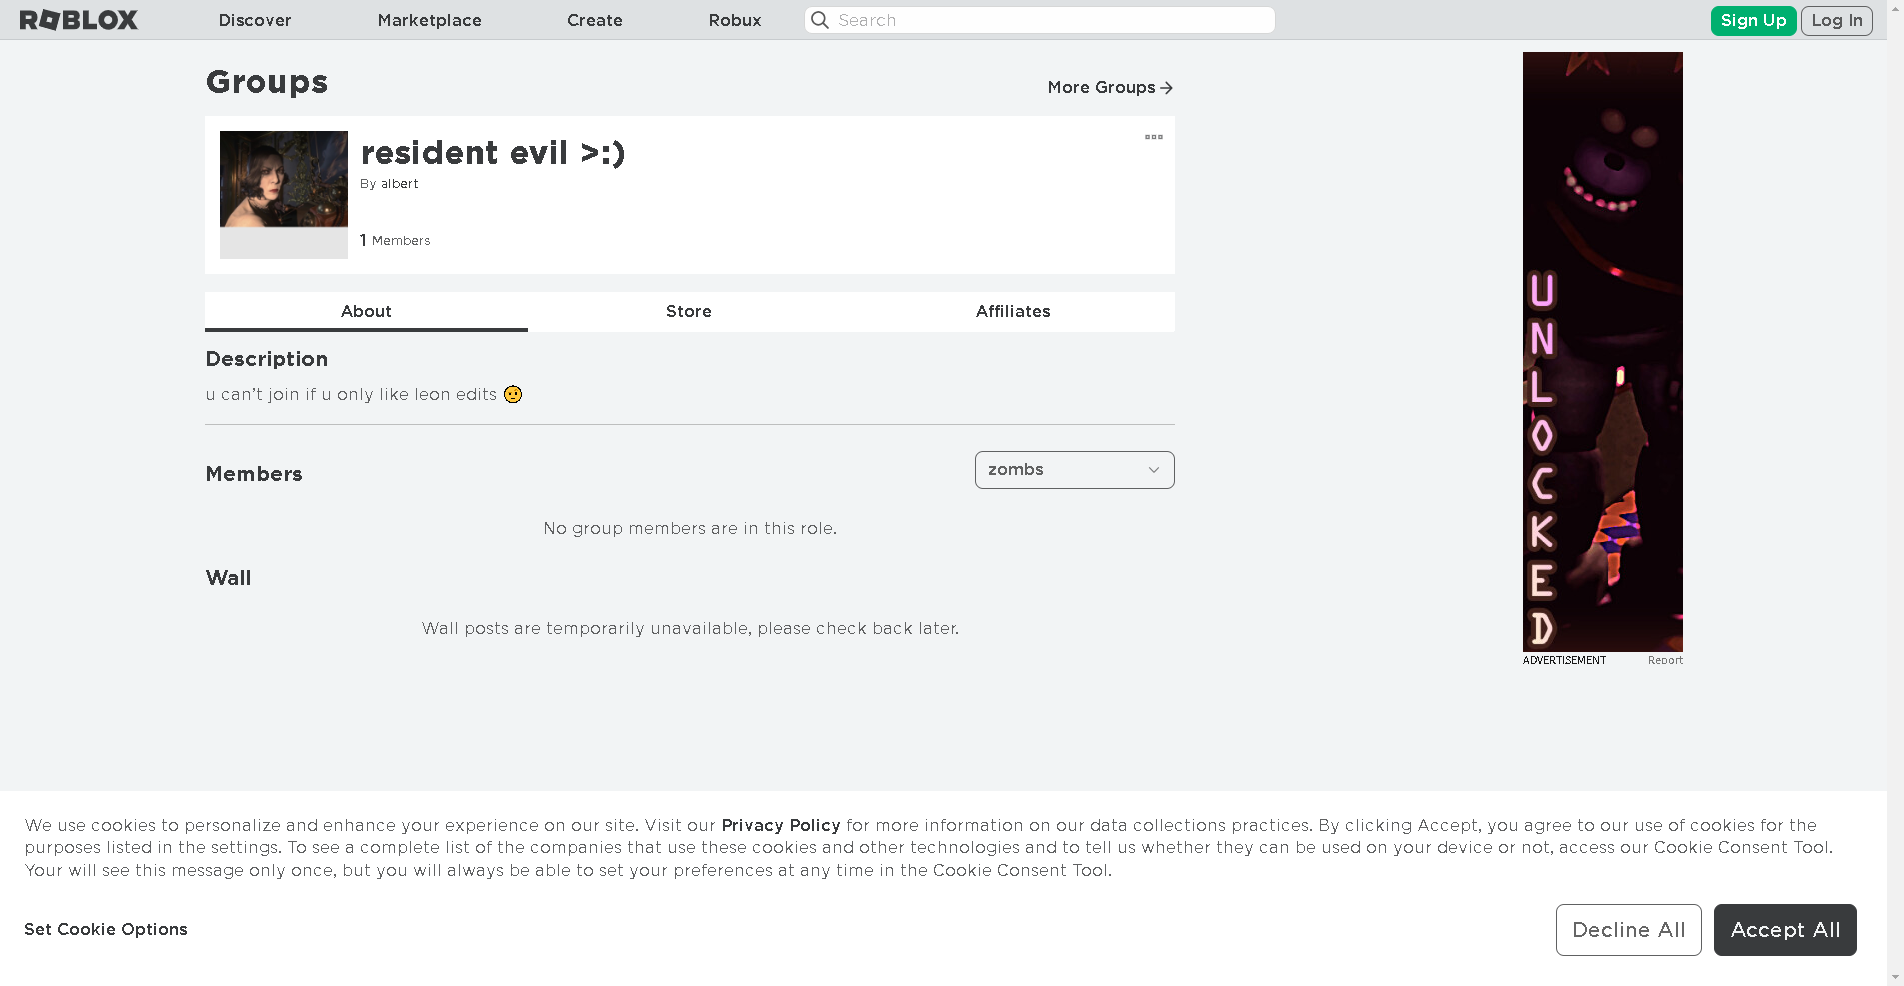 ROBLOX
Discover
Marketplace
Create
Robux
Search
Sign Up
Log In
Groups
More Groups
resident evil >:)
By albert
1 Members
About
Store
Affiliates
Description
u can't join if u only like leon edits 🤨
Members
zombs
No group members are in this role.
Wall
Wall posts are temporarily unavailable, please check back later.
UNLOCKED
ADVERTISEMENT
Report
We use cookies to personalize and enhance your experience on our site. Visit our Privacy Policy for more information on our data collections practices. By clicking Accept, you agree to our use of cookies for the
purposes listed in the settings. To see a complete list of the companies that use these cookies and other technologies and to tell us whether they can be used on your device or not, access our Cookie Consent Tool.
Your will see this message only once, but you will always be able to set your preferences at any time in the Cookie Consent Tool.
Set Cookie Options
Decline All
Accept All